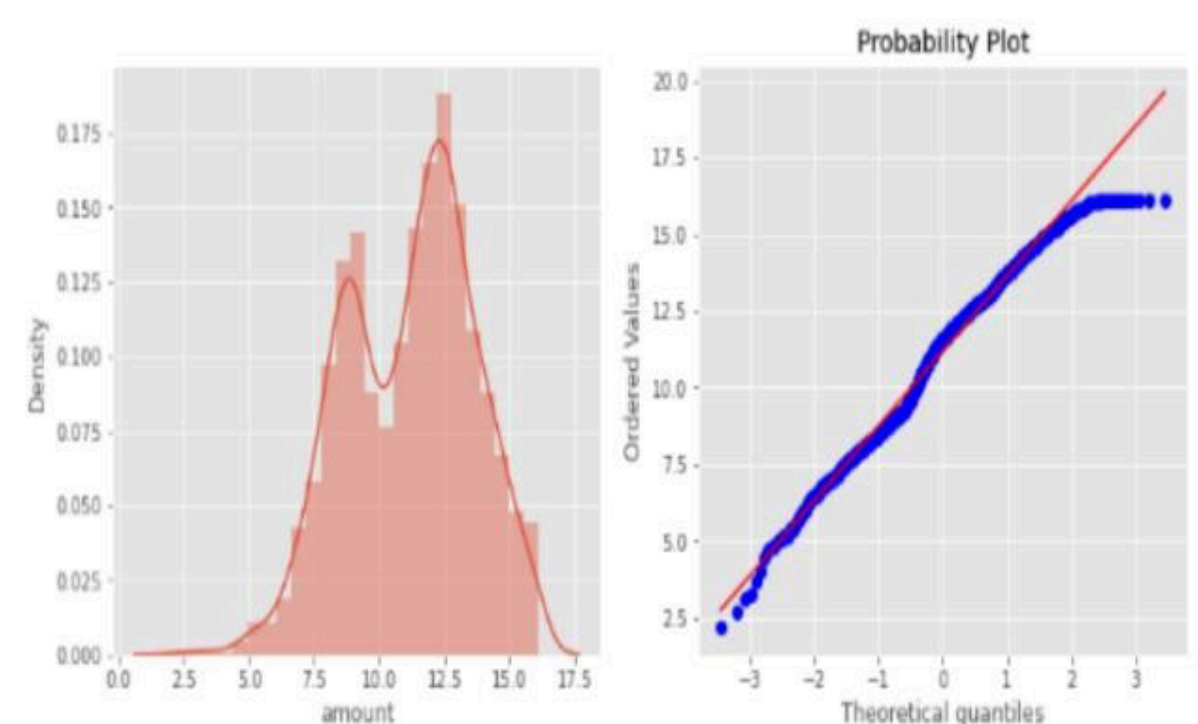 Probability Plot
Density
0.175
0.150
0.125
0.100
0.075
0.050
0.025
0.000
0.0 2.5 5.0 7.5 10.0 12.5 15.0 17.5
amount
Ordered Values
20.0
17.5
15.0
12.5
10.0
7.5
5.0
2.5
−3 −2 −1 0 1 2 3
Theoretical quantiles